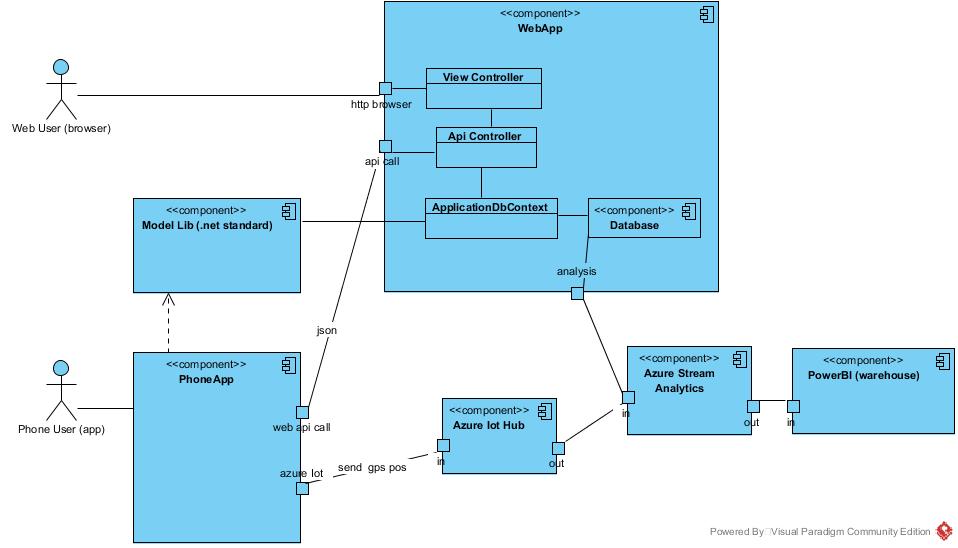 <<component>>
WebApp
View Controller
http browser
Web User (browser)
Api Controller
api call
<<component>>
Model Lib (.net standard)
ApplicationDbContext
<<component>>
Database
analysis
json
<<component>>
PhoneApp
Phone User (app)
web api call
azure Iot
send gps pos
<<component>>
Azure Iot Hub
in
out
<<component>>
Azure Stream
Analytics
in
out
<<component>>
PowerBI (warehouse)
in
Powered By Visual Paradigm Community Edition